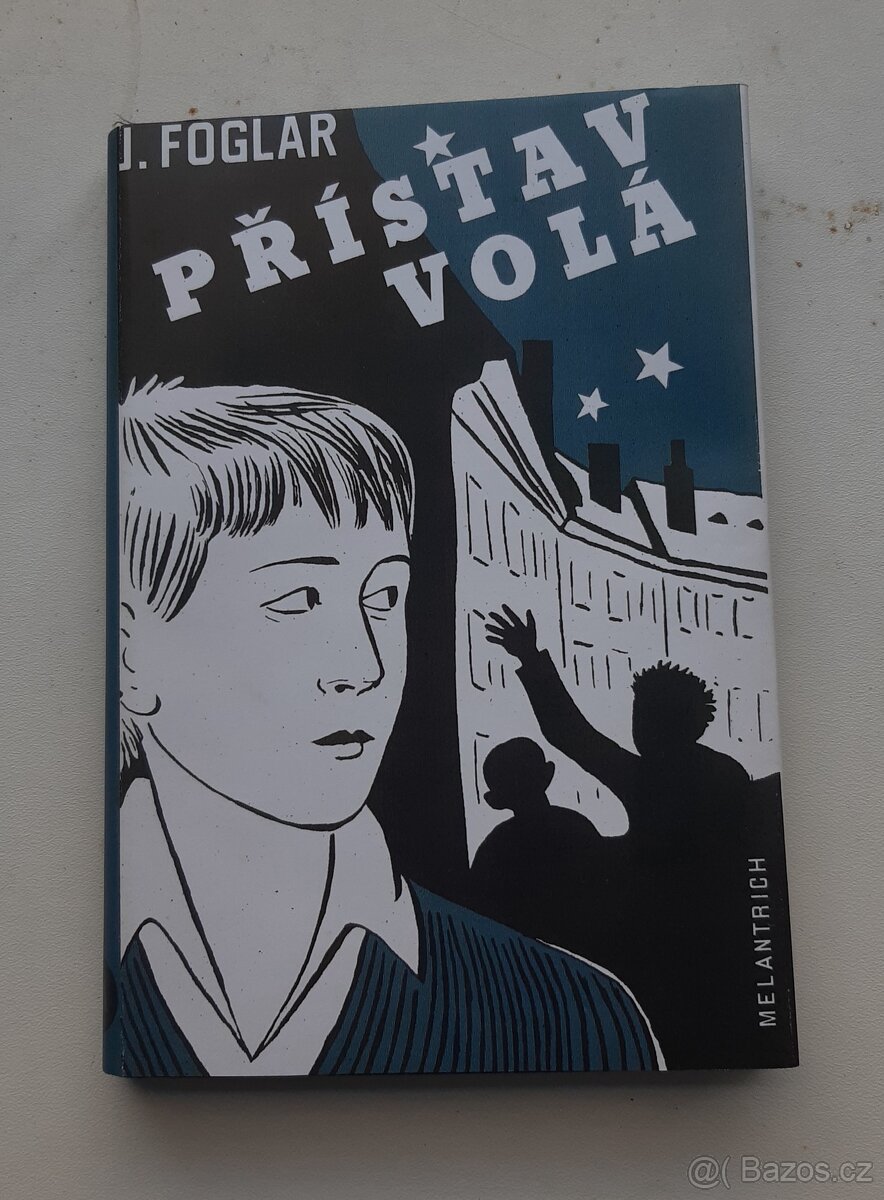 J. FOGLAR
PŘÍSTAV
VOLÁ
MELANTRICH
@( Bazos.cz